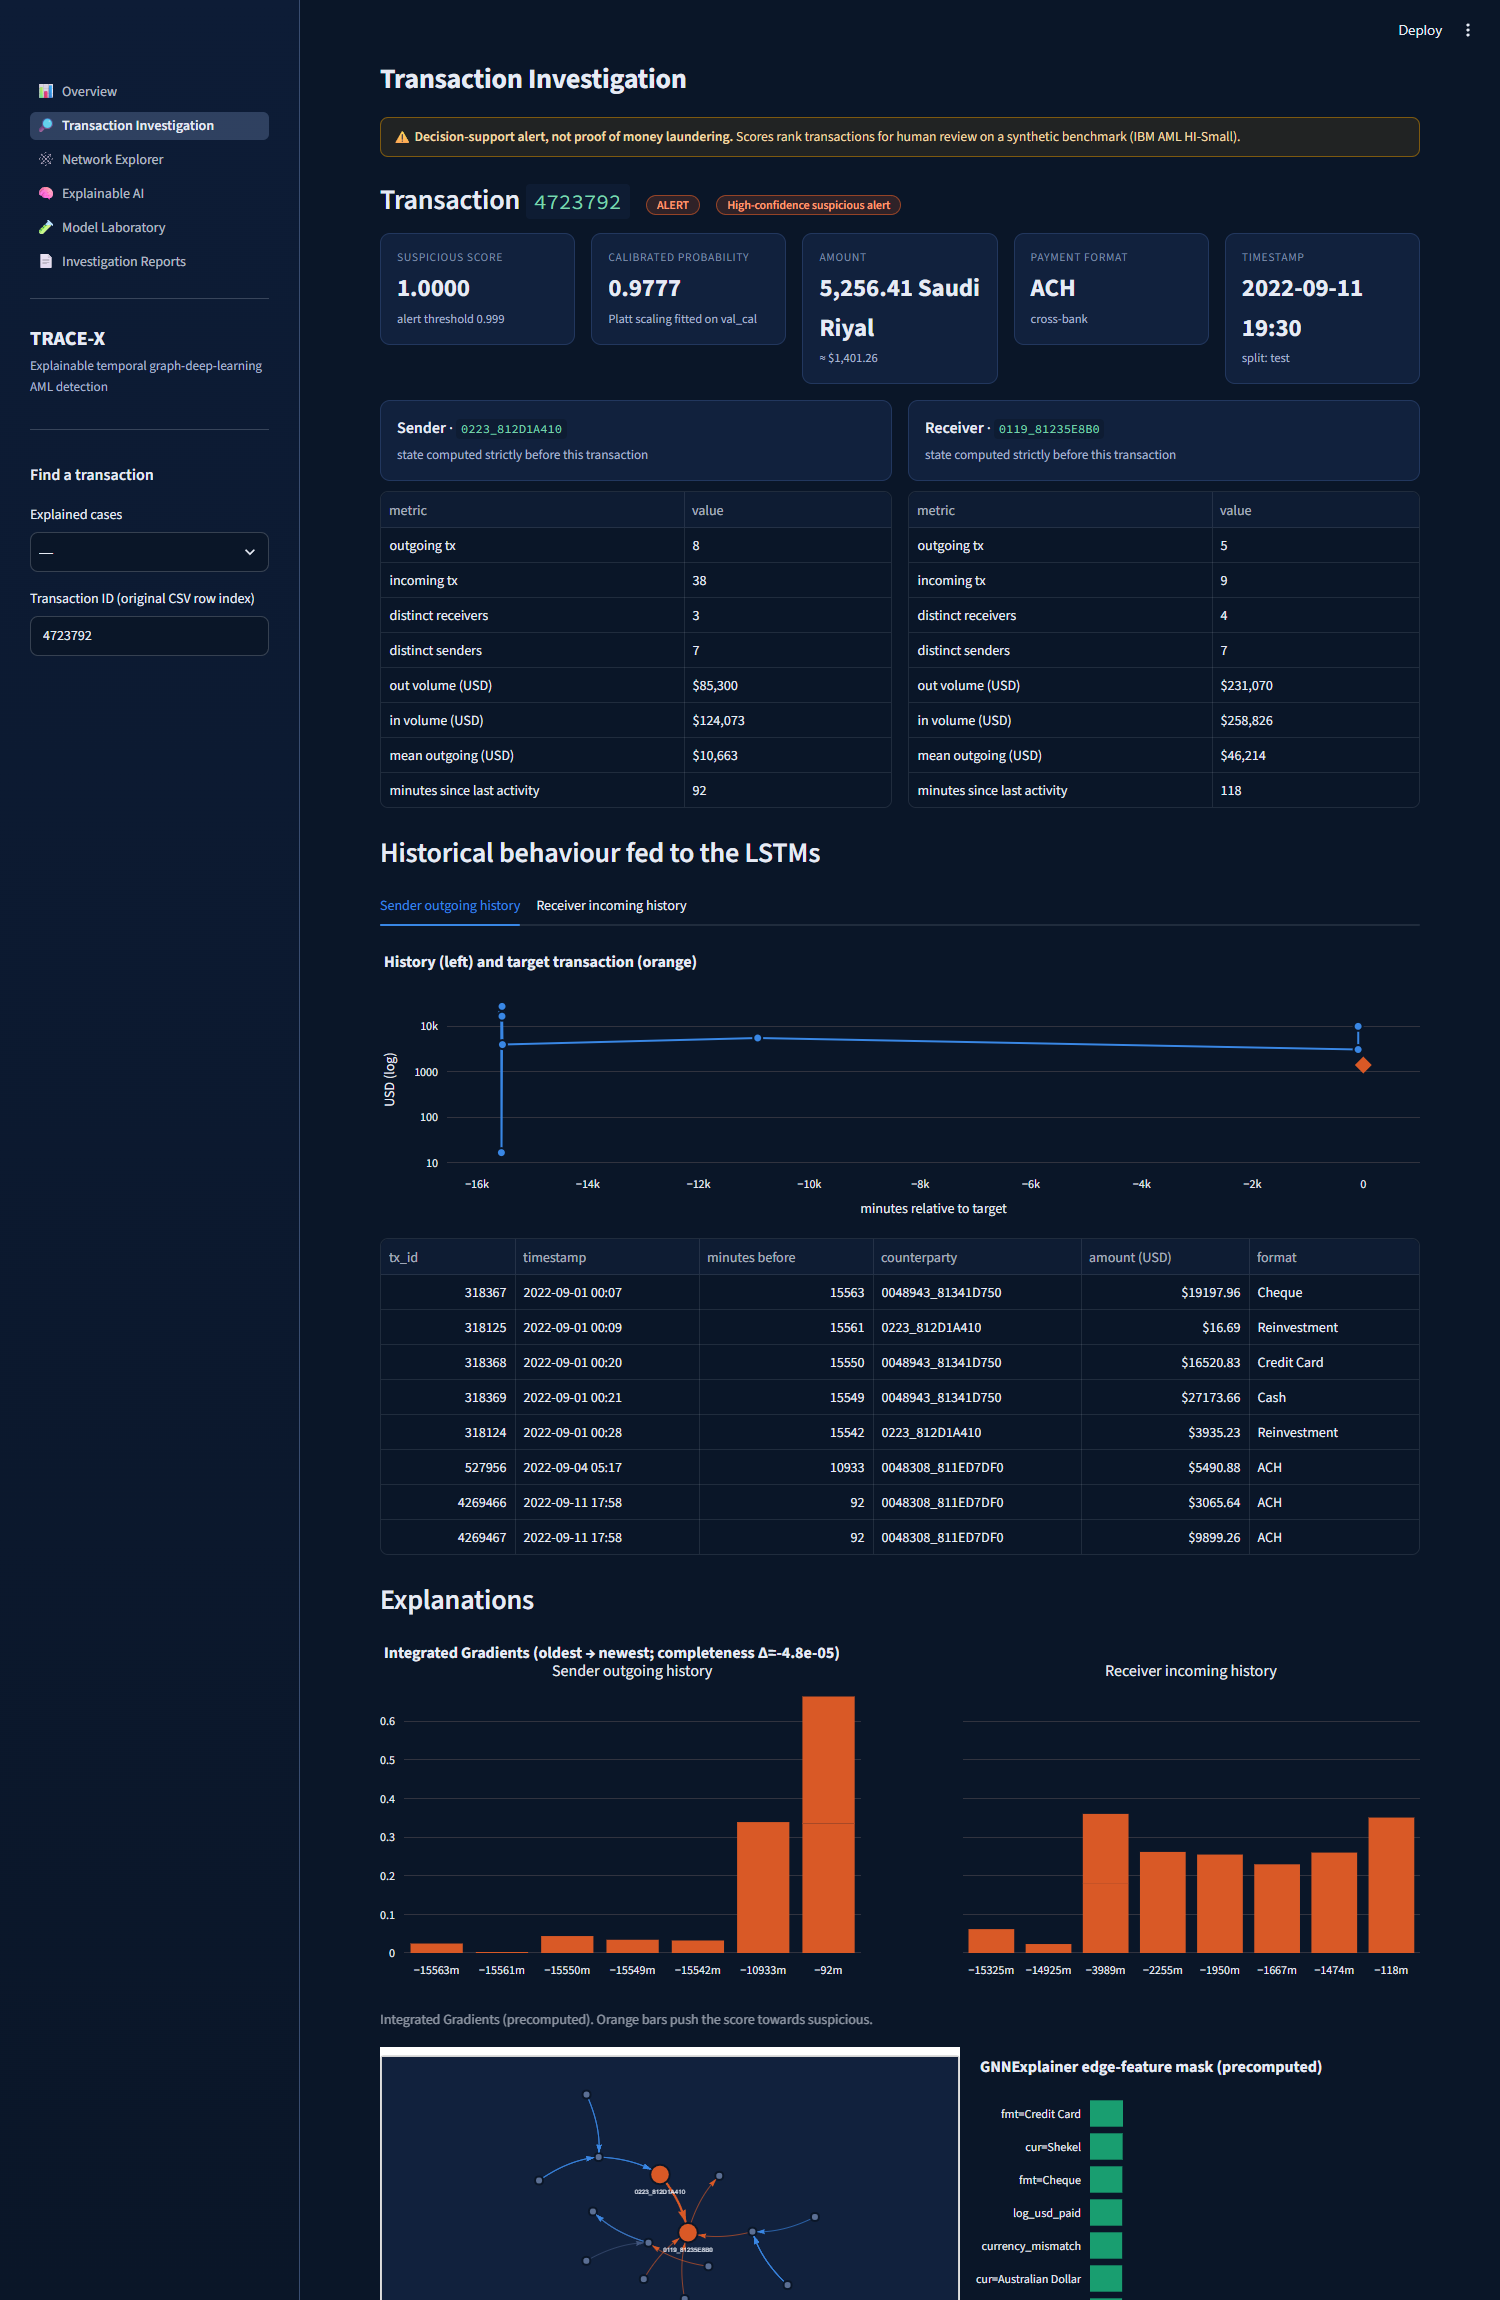 Deploy
Overview
Transaction Investigation
Network Explorer
Explainable AI
Model Laboratory
Investigation Reports
TRACE-X
Explainable temporal graph-deep-learning
AML detection
Find a transaction
Explained cases
—
Transaction ID (original CSV row index)
4723792
Transaction Investigation
Decision-support alert, not proof of money laundering. Scores rank transactions for human review on a synthetic benchmark (IBM AML HI-Small).
Transaction 4723792 ALERT High-confidence suspicious alert
SUSPICIOUS SCORE
1.0000
alert threshold 0.999
CALIBRATED PROBABILITY
0.9777
Platt scaling fitted on val_cal
AMOUNT
5,256.41 Saudi
Riyal
≈ $1,401.26
PAYMENT FORMAT
ACH
cross-bank
TIMESTAMP
2022-09-11
19:30
split: test
Sender · 0223_812D1A410
state computed strictly before this transaction
metric value
outgoing tx 8
incoming tx 38
distinct receivers 3
distinct senders 7
out volume (USD) $85,300
in volume (USD) $124,073
mean outgoing (USD) $10,663
minutes since last activity 92
Receiver · 0119_81235E8B0
state computed strictly before this transaction
metric value
outgoing tx 5
incoming tx 9
distinct receivers 4
distinct senders 7
out volume (USD) $231,070
in volume (USD) $258,826
mean outgoing (USD) $46,214
minutes since last activity 118
Historical behaviour fed to the LSTMs
Sender outgoing history Receiver incoming history
History (left) and target transaction (orange)
USD (log)
10k
1000
100
10
−16k −14k −12k −10k −8k −6k −4k −2k 0
minutes relative to target
tx_id timestamp minutes before counterparty amount (USD) format
318367 2022-09-01 00:07 15563 0048943_81341D750 $19197.96 Cheque
318125 2022-09-01 00:09 15561 0223_812D1A410 $16.69 Reinvestment
318368 2022-09-01 00:20 15550 0048943_81341D750 $16520.83 Credit Card
318369 2022-09-01 00:21 15549 0048943_81341D750 $27173.66 Cash
318124 2022-09-01 00:28 15542 0223_812D1A410 $3935.23 Reinvestment
527956 2022-09-04 05:17 10933 0048308_811ED7DF0 $5490.88 ACH
4269466 2022-09-11 17:58 92 0048308_811ED7DF0 $3065.64 ACH
4269467 2022-09-11 17:58 92 0048308_811ED7DF0 $9899.26 ACH
Explanations
Integrated Gradients (oldest → newest; completeness Δ=-4.8e-05)
Sender outgoing history Receiver incoming history
0.6
0.5
0.4
0.3
0.2
0.1
0
−15563m −15561m −15550m −15549m −15542m −10933m −92m
−15325m −14925m −3989m −2255m −1950m −1667m −1474m −118m
Integrated Gradients (precomputed). Orange bars push the score towards suspicious.
0223_812D1A410
0119_81235E8B0
GNNExplainer edge-feature mask (precomputed)
fmt=Credit Card
cur=Shekel
fmt=Cheque
log_usd_paid
currency_mismatch
cur=Australian Dollar